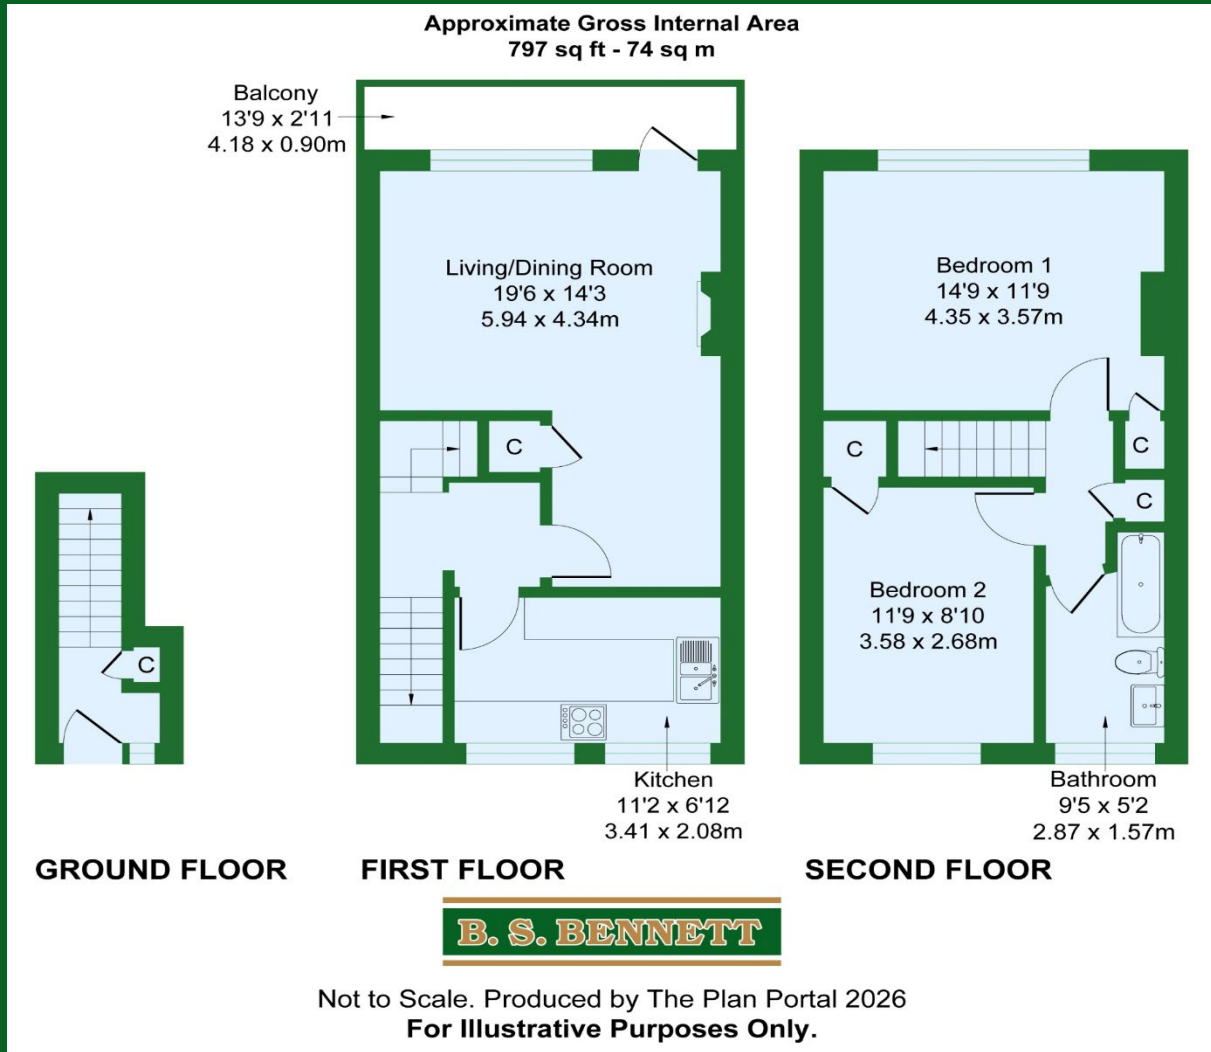 Approximate Gross Internal Area
797 sq ft - 74 sq m
Balcony
13'9 x 2'11
4.18 x 0.90m
Living/Dining Room
19'6 x 14'3
5.94 x 4.34m
Bedroom 1
14'9 x 11'9
4.35 x 3.57m
C
C
C
C
C
Bedroom 2
11'9 x 8'10
3.58 x 2.68m
Kitchen
11'2 x 6'12
3.41 x 2.08m
Bathroom
9'5 x 5'2
2.87 x 1.57m
GROUND FLOOR
FIRST FLOOR
SECOND FLOOR
B. S. BENNETT
Not to Scale. Produced by The Plan Portal 2026
For Illustrative Purposes Only.